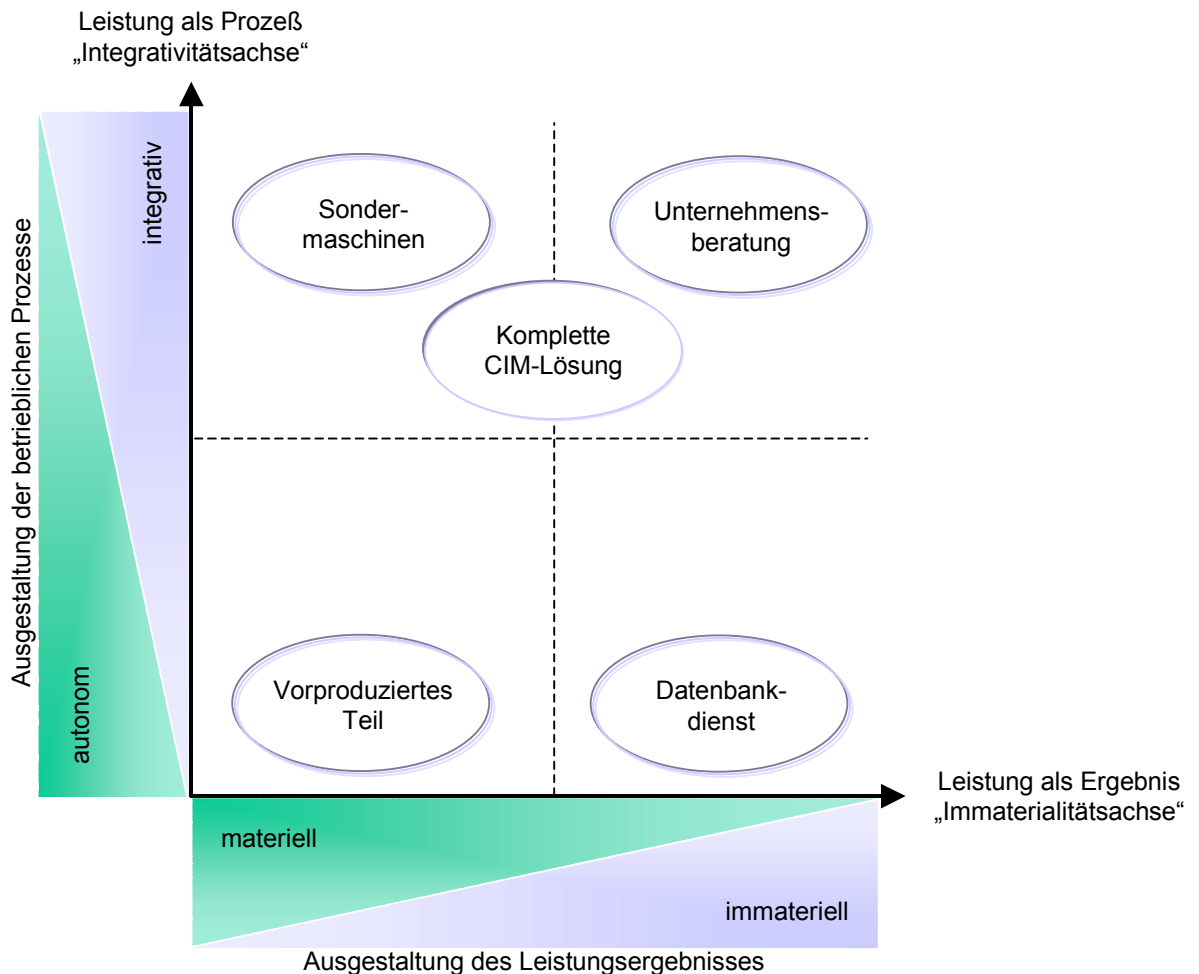 Leistung als Prozeß
„Integrativitätsachse“
Ausgestaltung der betrieblichen Prozesse
integrativ
autonom
Sonder-
maschinen
Unternehmens-
beratung
Komplette
CIM-Lösung
Vorproduziertes
Teil
Datenbank-
dienst
Leistung als Ergebnis
„Immaterialitätsachse“
materiell
immateriell
Ausgestaltung des Leistungsergebnisses